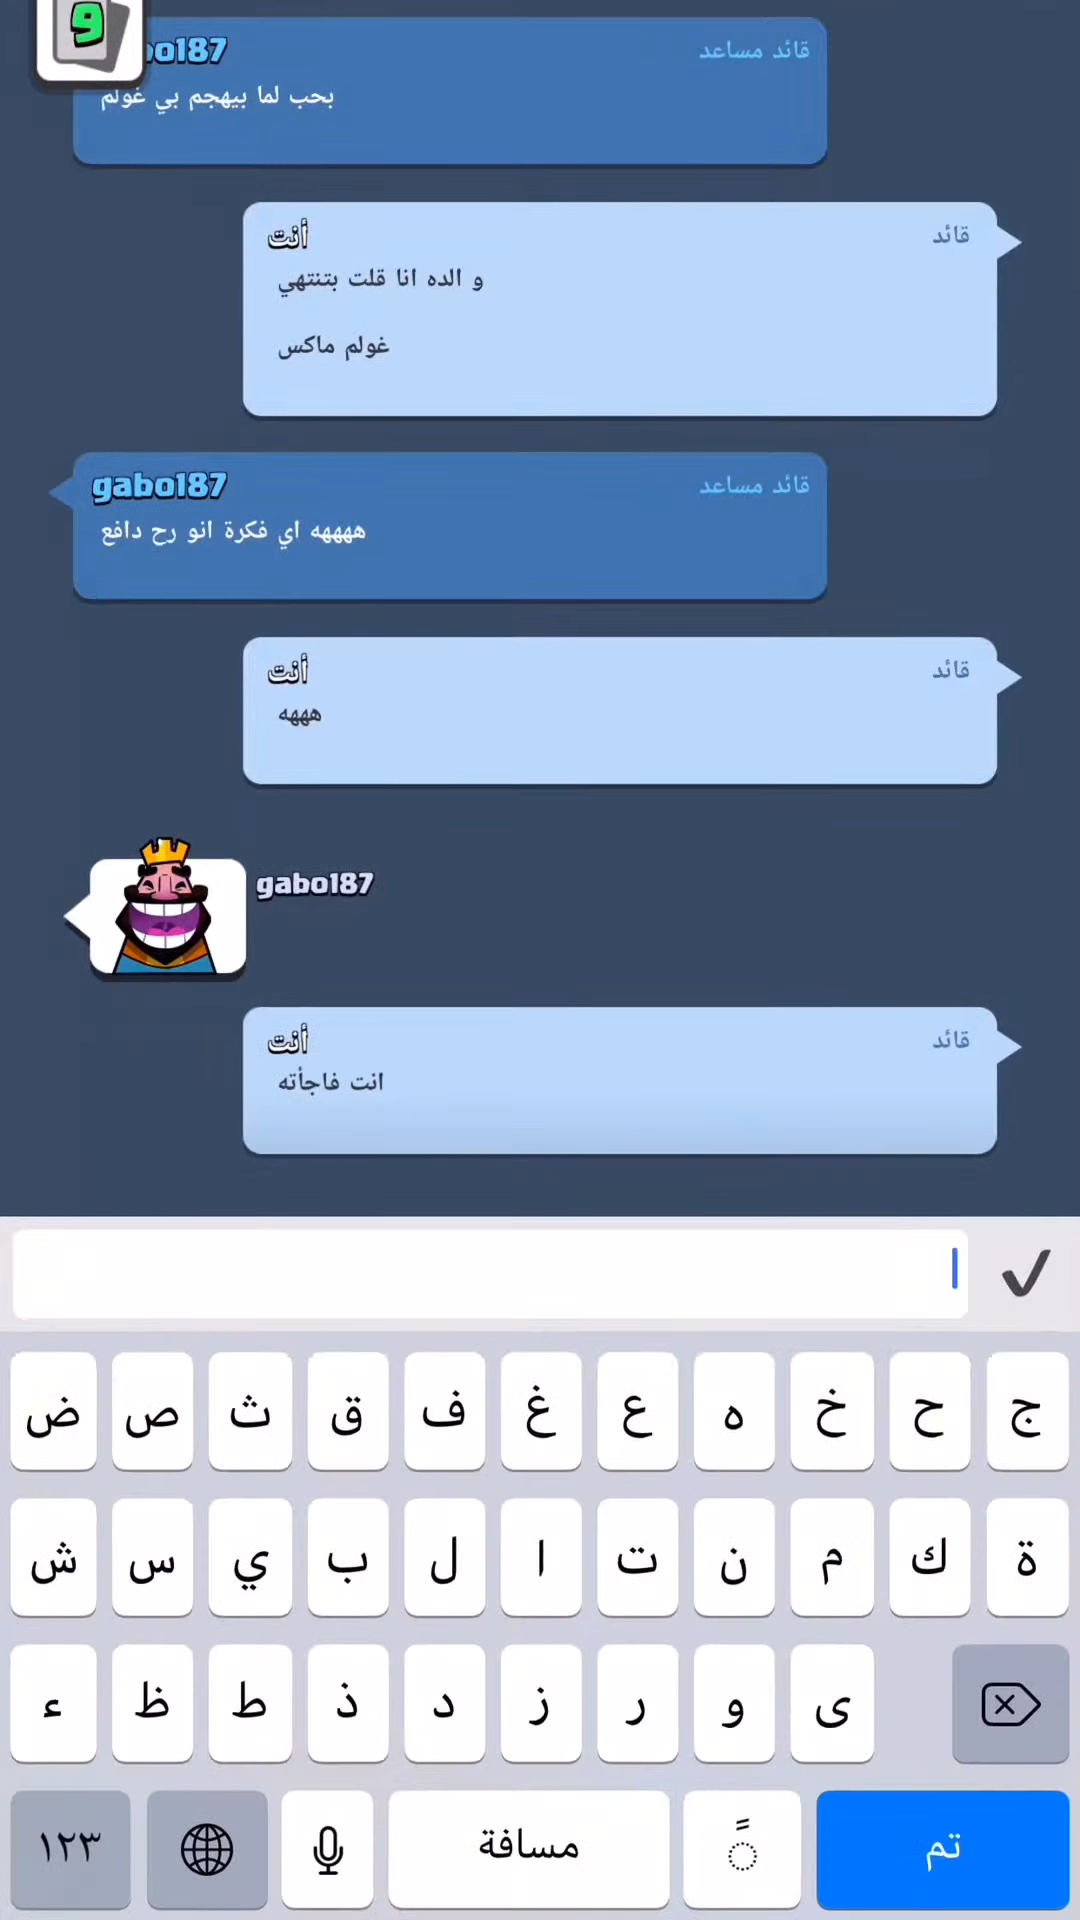 و
bo187
قائد مساعد
بحب لما بيهجم بي غولم
أنت
قائد
و الده انا قلت بتنتهي
غولم ماكس
gabo187
قائد مساعد
ههههه اي فكرة انو رح دافع
أنت
قائد
هههه
gabo187
أنت
قائد
انت فاجأته
ض ص ث ق ف غ ع ه خ ح ج
ش س ي ب ل ا ت ن م ك ة
ء ظ ط ذ د ز ر و ى
١٢٣
مسافة
تم